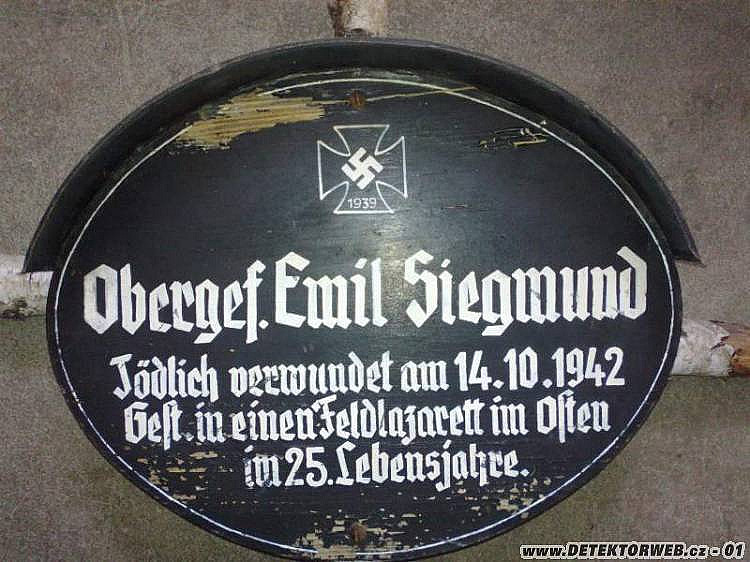 1939
Obergef. Emil Siegmund
Tödlich verwundet am 14.10.1942
Gest. in einen Feldlazarett im Osten
im 25. Lebensjahre.
www.DETEKTORWEB.cz - 01